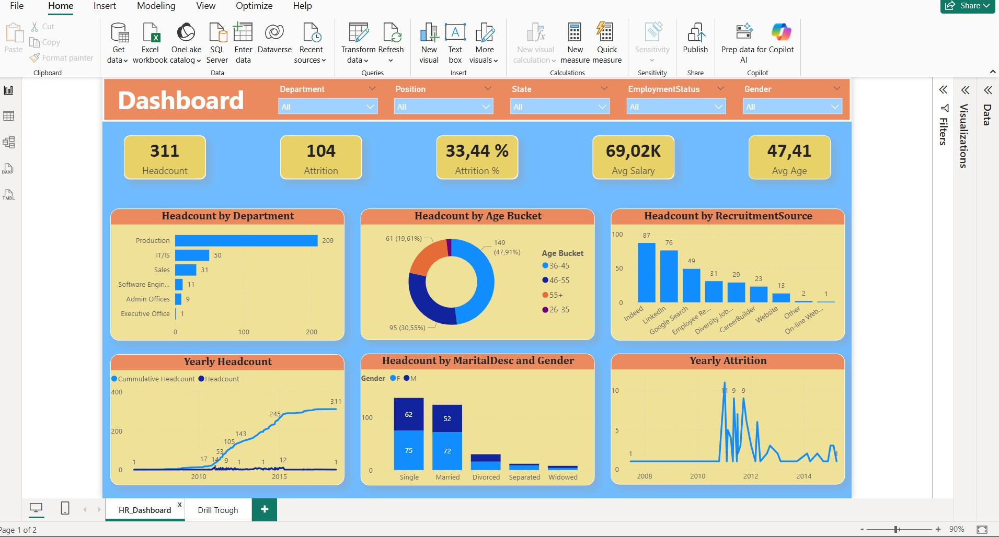 File Home Insert Modeling View Optimize Help Share
Paste
Cut
Copy
Format painter
Clipboard
Get data
Excel workbook
OneLake catalog
SQL Server
Enter data
Dataverse
Recent sources
Data
Transform data
Refresh
Queries
New visual
Text box
More visuals
Insert
New visual calculation
New measure
Quick measure
Calculations
Sensitivity
Sensitivity
Publish
Share
Prep data for AI
Copilot
Copilot
DAX
TMDL
Dashboard
Department
All
Position
All
State
All
EmploymentStatus
All
Gender
All
Filters
Visualizations
Data
311
Headcount
104
Attrition
33,44 %
Attrition %
69,02K
Avg Salary
47,41
Avg Age
Headcount by Department
Production 209
IT/IS 50
Sales 31
Software Engin... 11
Admin Offices 9
Executive Office 1
0 100 200
Headcount by Age Bucket
61 (19,61%)
149
(47,91%)
95 (30,55%)
Age Bucket
36-45
46-55
55+
26-35
Headcount by RecruitmentSource
100
50
0
87 76 49 31 29 23 13 2 1
Indeed
LinkedIn
Google Search
Employee Re...
Diversity Job...
CareerBuilder
Website
Other
On-line Web...
Yearly Headcount
Cummulative Headcount Headcount
400
200
0
1 17 14 53 105 9 143 1 1 245 12 311 1
2010 2015
Headcount by MaritalDesc and Gender
Gender F M
100
0
62 52
75 72
Single Married Divorced Separated Widowed
Yearly Attrition
10
5
0
1 11 9 9 1
2008 2010 2012 2014
HR_Dashboard x
Drill Trough
+
Page 1 of 2
- + 90%